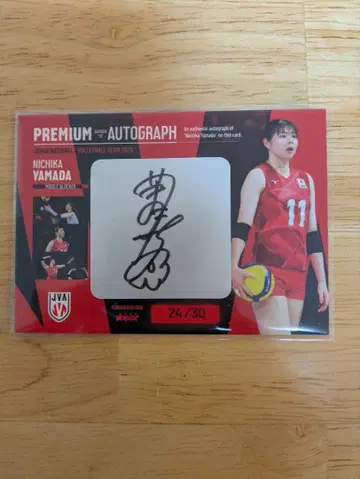 PREMIUM AUTOGRAPH
An authentic autograph of
"Nichika Yamada" on this card.
JAPAN NATIONAL VOLLEYBALL TEAM 2025
NICHIKA
YAMADA
MIDDLE BLOCKER
11
JVA
24/30